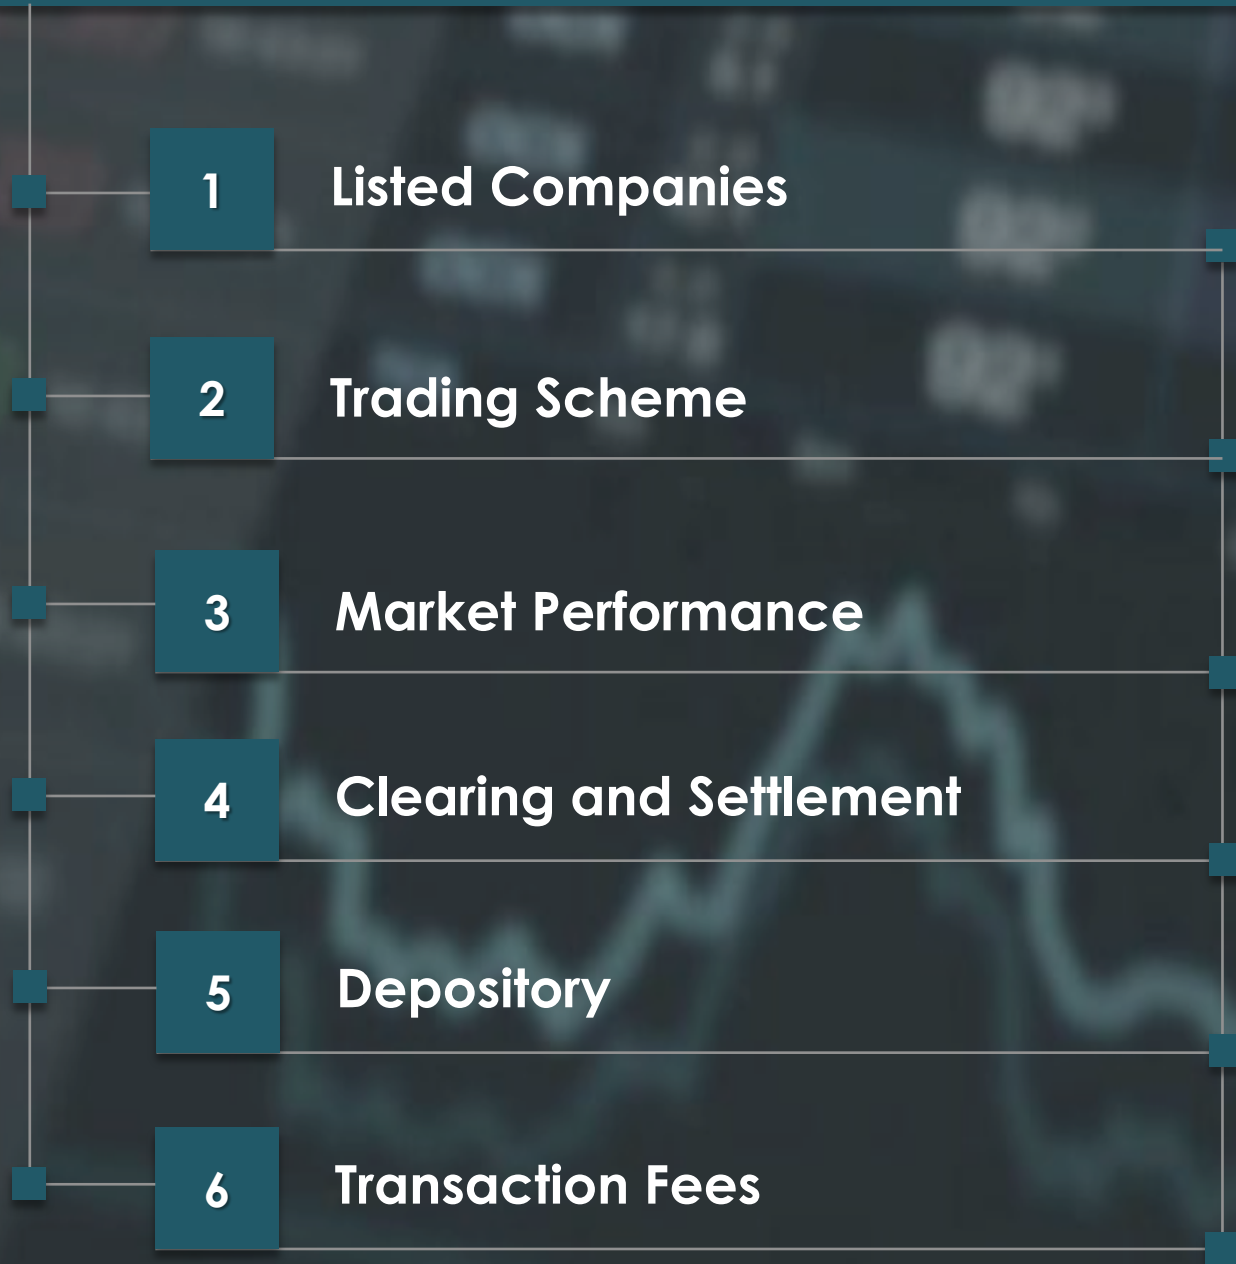 1 Listed Companies
2 Trading Scheme
3 Market Performance
4 Clearing and Settlement
5 Depository
6 Transaction Fees